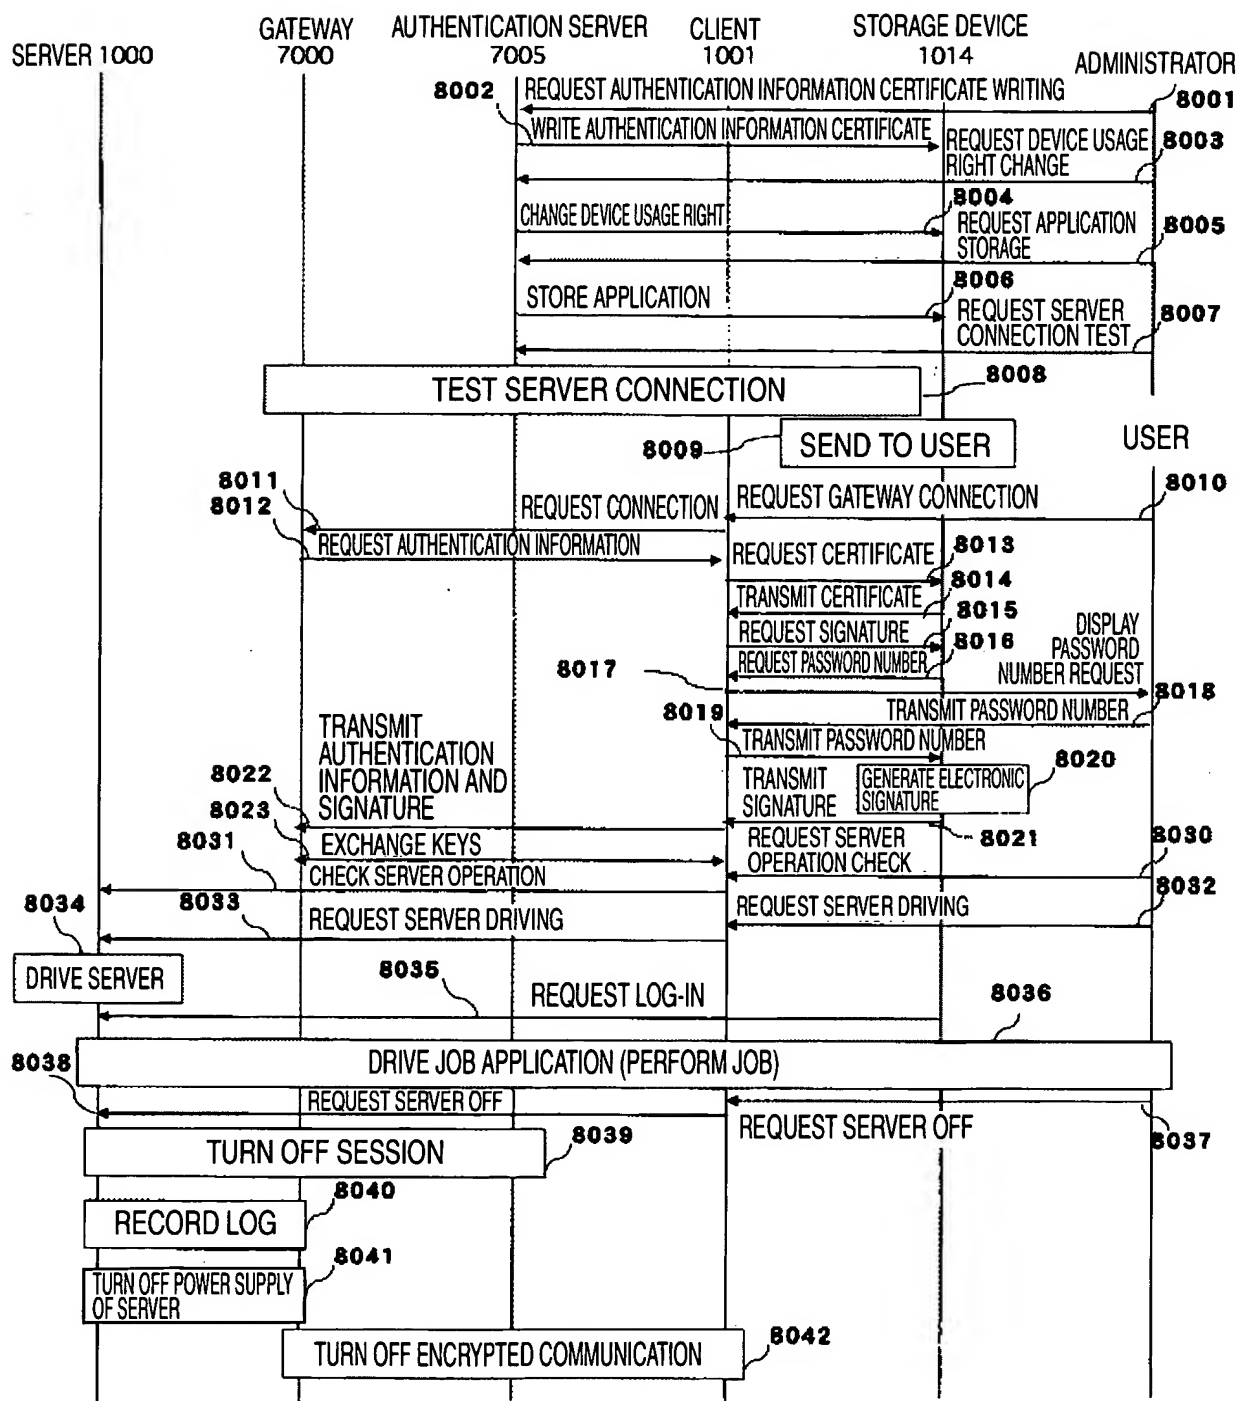 GATEWAY
7000
AUTHENTICATION SERVER
7005
CLIENT
1001
STORAGE DEVICE
1014
SERVER 1000
ADMINISTRATOR
8002
REQUEST AUTHENTICATION INFORMATION CERTIFICATE WRITING
8001
WRITE AUTHENTICATION INFORMATION CERTIFICATE
REQUEST DEVICE USAGE
RIGHT CHANGE
8003
CHANGE DEVICE USAGE RIGHT
8004
REQUEST APPLICATION
STORAGE
8005
STORE APPLICATION
8006
REQUEST SERVER
CONNECTION TEST
8007
TEST SERVER CONNECTION
8008
8009
SEND TO USER
USER
8011
8012
REQUEST CONNECTION
REQUEST GATEWAY CONNECTION
8010
REQUEST AUTHENTICATION INFORMATION
REQUEST CERTIFICATE
8013
TRANSMIT CERTIFICATE
8014
REQUEST SIGNATURE
8015
REQUEST PASSWORD NUMBER
8016
DISPLAY
PASSWORD
NUMBER REQUEST
8017
8018
TRANSMIT PASSWORD NUMBER
8019
TRANSMIT PASSWORD NUMBER
TRANSMIT
AUTHENTICATION
INFORMATION AND
SIGNATURE
8020
GENERATE ELECTRONIC
SIGNATURE
TRANSMIT
SIGNATURE
8022
8023
8021
EXCHANGE KEYS
REQUEST SERVER
OPERATION CHECK
8030
8031
CHECK SERVER OPERATION
8032
8034
8033
REQUEST SERVER DRIVING
REQUEST SERVER DRIVING
DRIVE SERVER
8035
REQUEST LOG-IN
8036
DRIVE JOB APPLICATION (PERFORM JOB)
8038
REQUEST SERVER OFF
REQUEST SERVER OFF
8037
TURN OFF SESSION
8039
RECORD LOG
8040
TURN OFF POWER SUPPLY
OF SERVER
8041
TURN OFF ENCRYPTED COMMUNICATION
8042